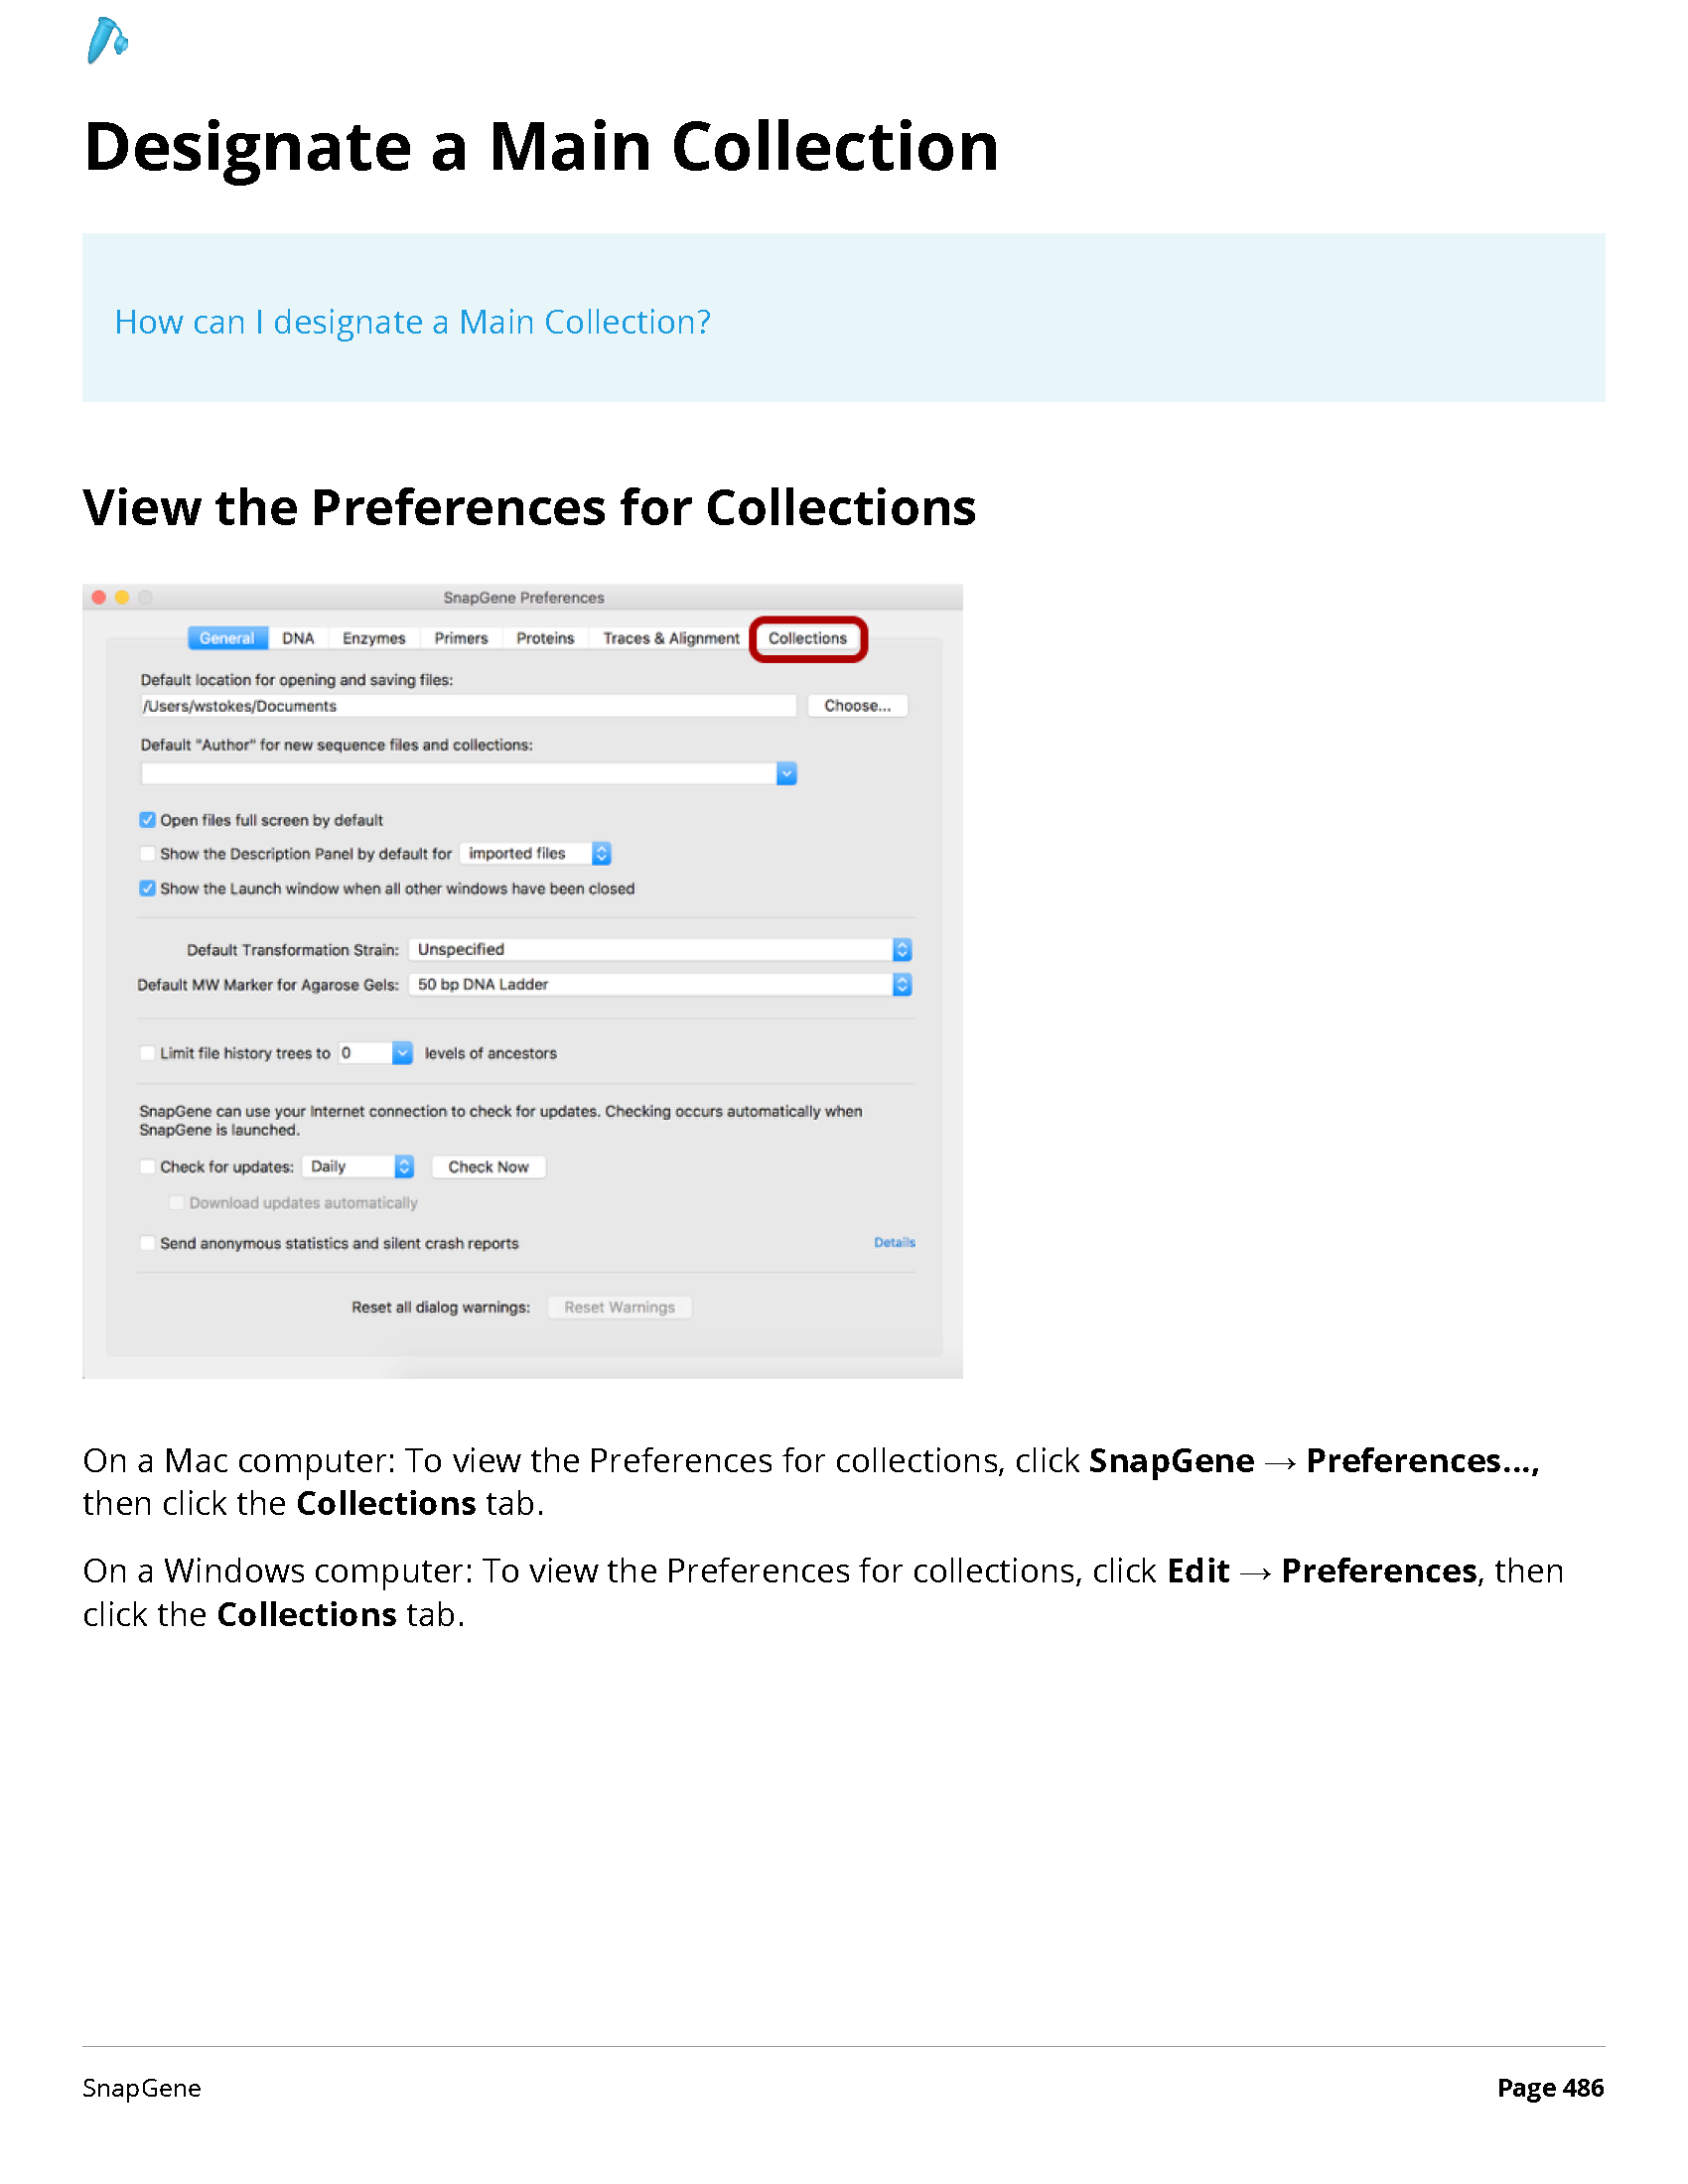 Designate a Main Collection
How can I designate a Main Collection?
View the Preferences for Collections
SnapGene Preferences
General DNA Enzymes Primers Proteins Traces & Alignment Collections
Default location for opening and saving files:
/Users/wstokes/Documents Choose...
Default "Author" for new sequence files and collections:
Open files full screen by default
Show the Description Panel by default for imported files
Show the Launch window when all other windows have been closed
Default Transformation Strain: Unspecified
Default MW Marker for Agarose Gels: 50 bp DNA Ladder
Limit file history trees to 0 levels of ancestors
SnapGene can use your Internet connection to check for updates. Checking occurs automatically when
SnapGene is launched.
Check for updates: Daily Check Now
Download updates automatically
Send anonymous statistics and silent crash reports Details
Reset all dialog warnings: Reset Warnings
On a Mac computer: To view the Preferences for collections, click SnapGene → Preferences...,
then click the Collections tab.
On a Windows computer: To view the Preferences for collections, click Edit → Preferences, then
click the Collections tab.
SnapGene Page 486